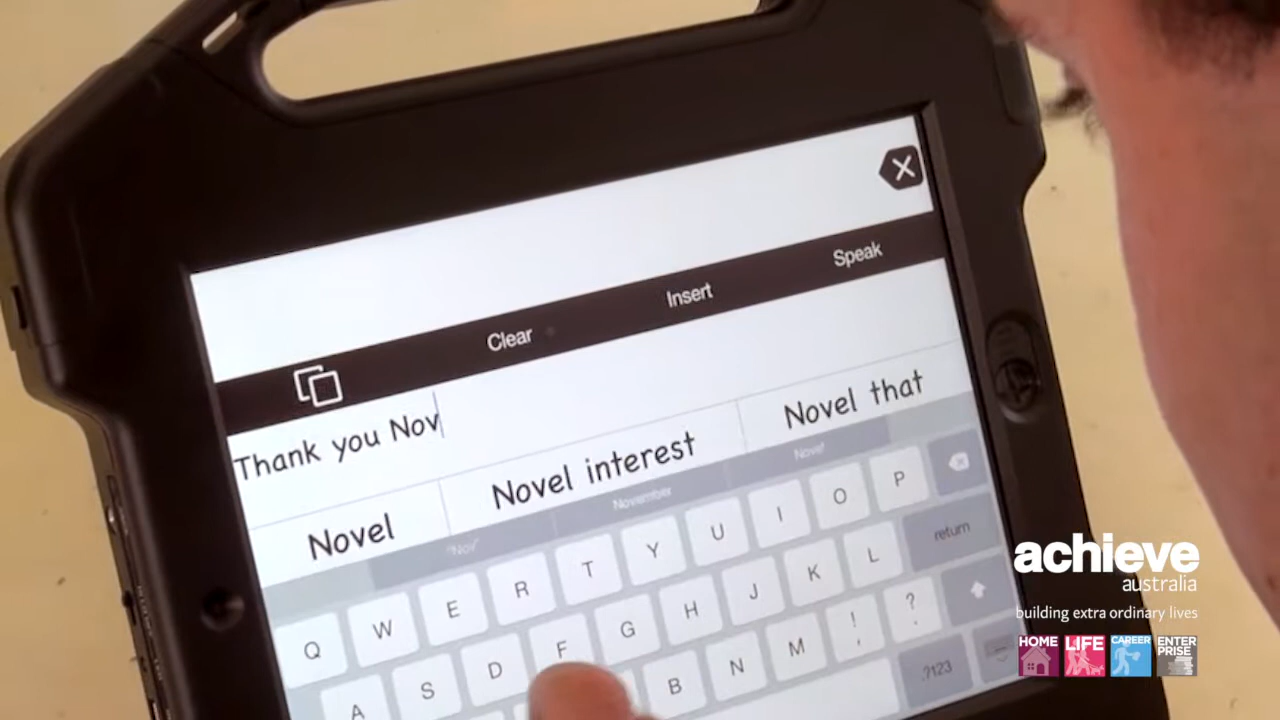 Speak
Insert
Clear
Thank you Nov
Novel
Novel interest
Novel that
"Nov"
November
Novel
Q W E R T Y U I O P
A S D F G H J K L return
B N M ! , ?
.?123
achieve
australia
building extra ordinary lives
HOME LIFE CAREER ENTER
PRISE